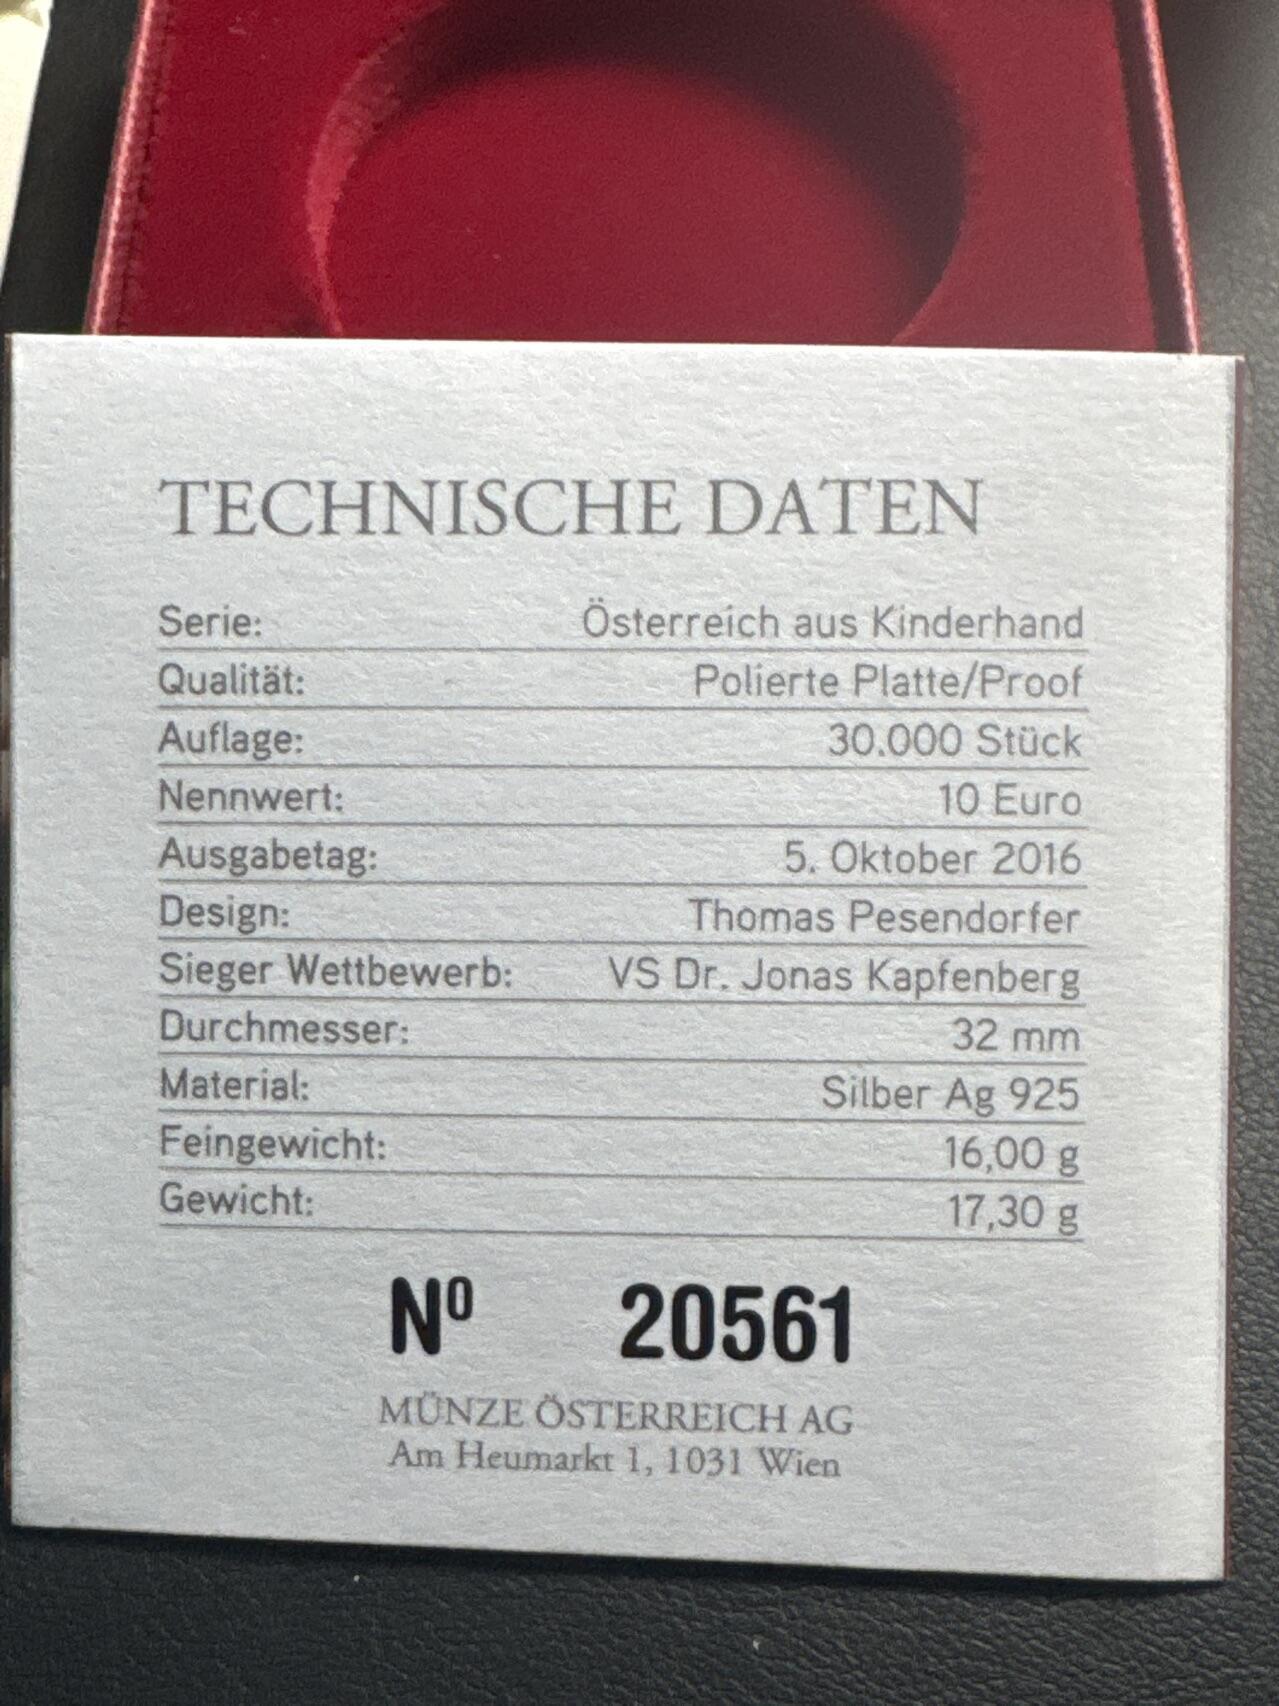 TECHNISCHE DATEN
Serie: Österreich aus Kinderhand
Qualität: Polierte Platte/Proof
Auflage: 30.000 Stück
Nennwert: 10 Euro
Ausgabetag: 5. Oktober 2016
Design: Thomas Pesendorfer
Sieger Wettbewerb: VS Dr. Jonas Kapfenberg
Durchmesser: 32 mm
Material: Silber Ag 925
Feingewicht: 16,00 g
Gewicht: 17,30 g
Nº 20561
MÜNZE ÖSTERREICH AG
Am Heumarkt 1, 1031 Wien